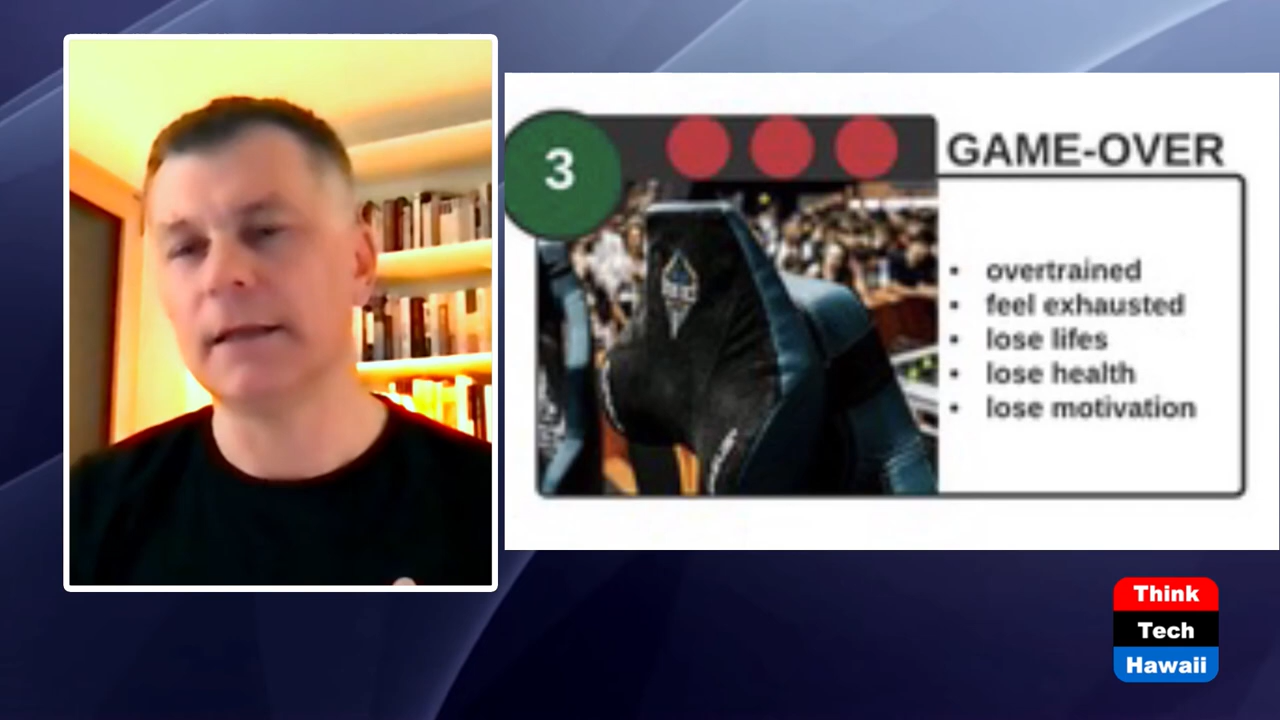 3
GAME-OVER
• overtrained
• feel exhausted
• lose lifes
• lose health
• lose motivation
Think
Tech
Hawaii